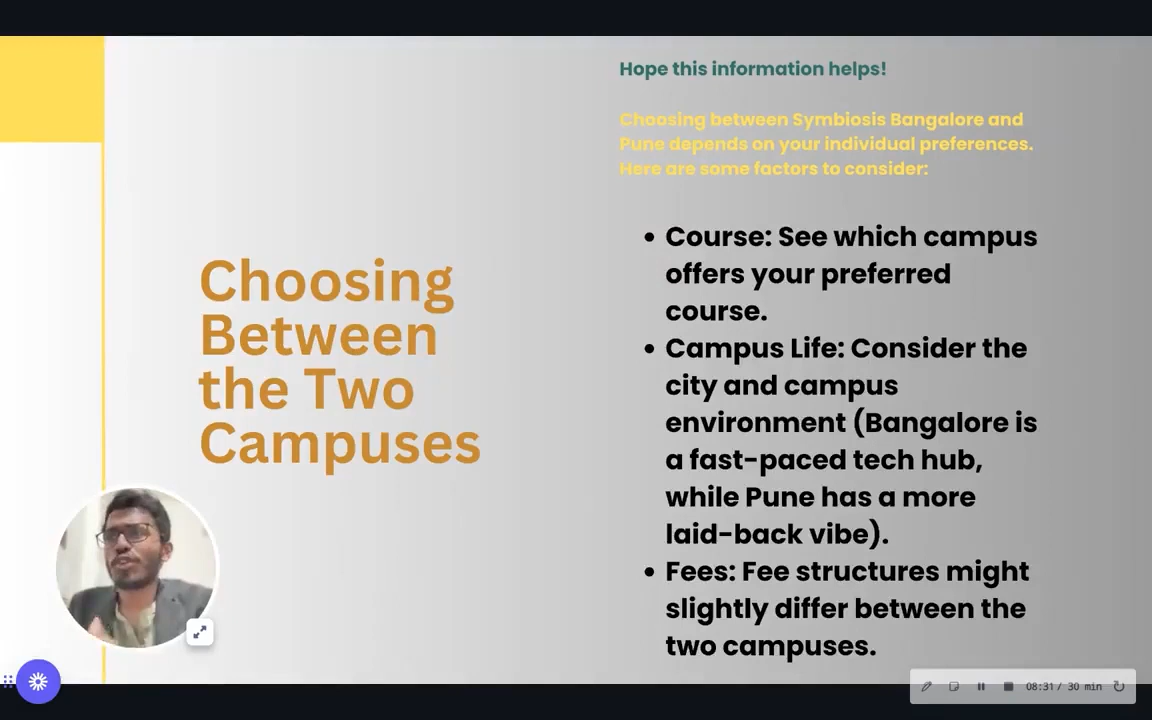 Hope this information helps!
Choosing between Symbiosis Bangalore and
Pune depends on your individual preferences.
Here are some factors to consider:
Choosing
Between
the Two
Campuses
• Course: See which campus
offers your preferred
course.
• Campus Life: Consider the
city and campus
environment (Bangalore is
a fast-paced tech hub,
while Pune has a more
laid-back vibe).
• Fees: Fee structures might
slightly differ between the
two campuses.
08:31 / 30 min